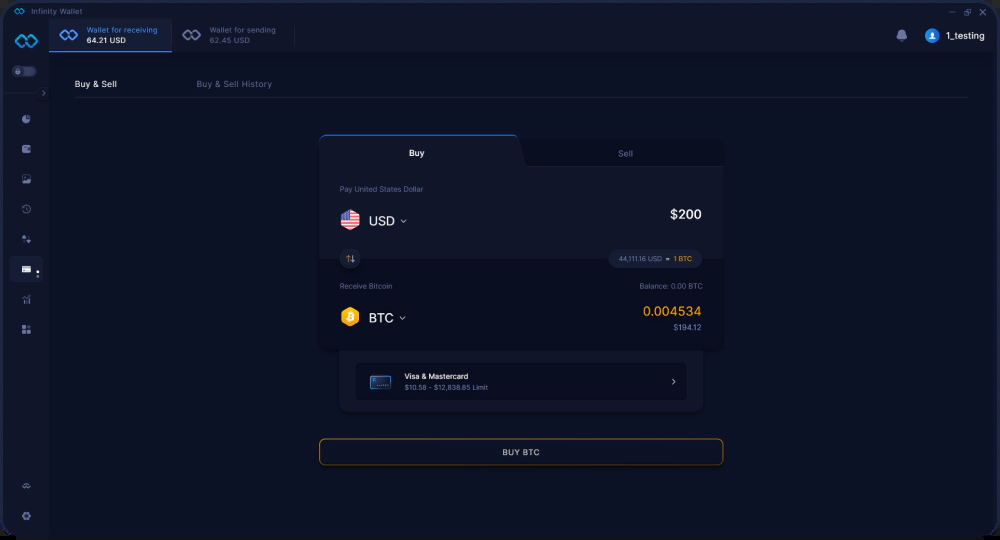 Infinity Wallet
Wallet for receiving
64.21 USD
Wallet for sending
62.45 USD
1_testing
Buy & Sell
Buy & Sell History
Buy
Sell
Pay United States Dollar
USD
$200
44,111.16 USD = 1 BTC
Receive Bitcoin
Balance: 0.00 BTC
BTC
0.004534
$194.12
Visa & Mastercard
$10.58 - $12,838.85 Limit
BUY BTC